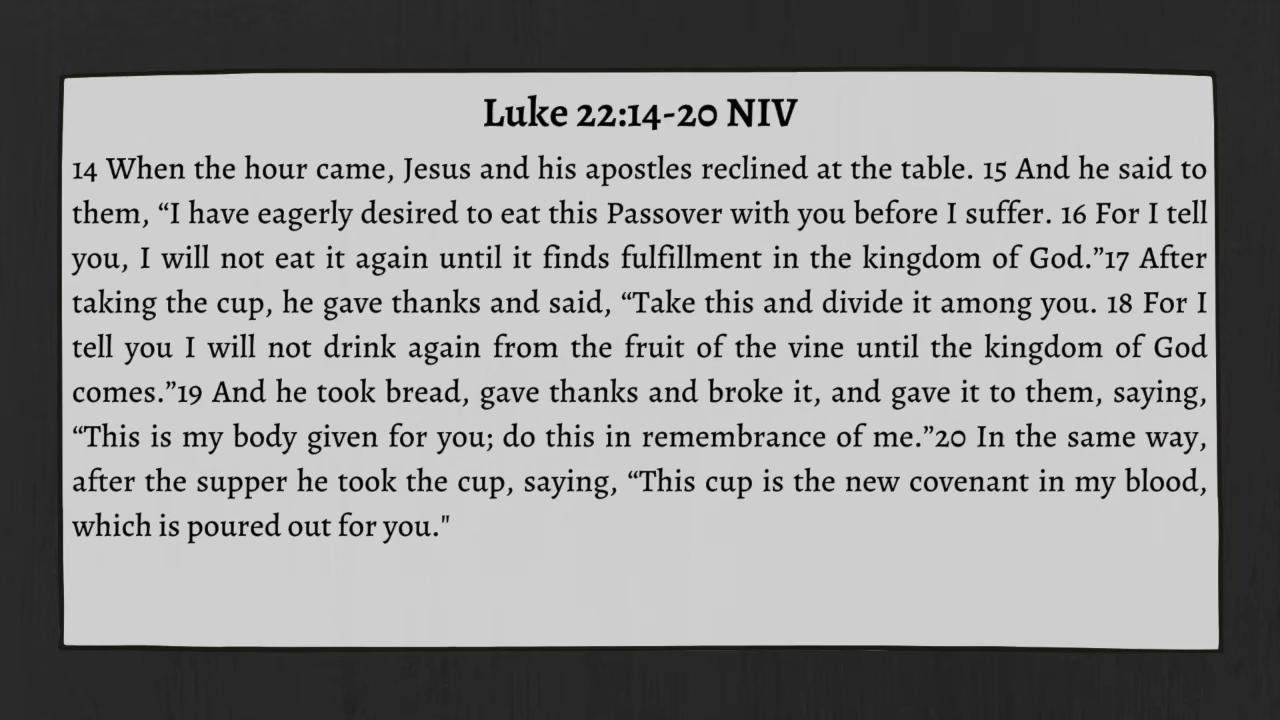 Luke 22:14-20 NIV
14 When the hour came, Jesus and his apostles reclined at the table. 15 And he said to
them, “I have eagerly desired to eat this Passover with you before I suffer. 16 For I tell
you, I will not eat it again until it finds fulfillment in the kingdom of God.”17 After
taking the cup, he gave thanks and said, “Take this and divide it among you. 18 For I
tell you I will not drink again from the fruit of the vine until the kingdom of God
comes.”19 And he took bread, gave thanks and broke it, and gave it to them, saying,
“This is my body given for you; do this in remembrance of me.”20 In the same way,
after the supper he took the cup, saying, “This cup is the new covenant in my blood,
which is poured out for you."